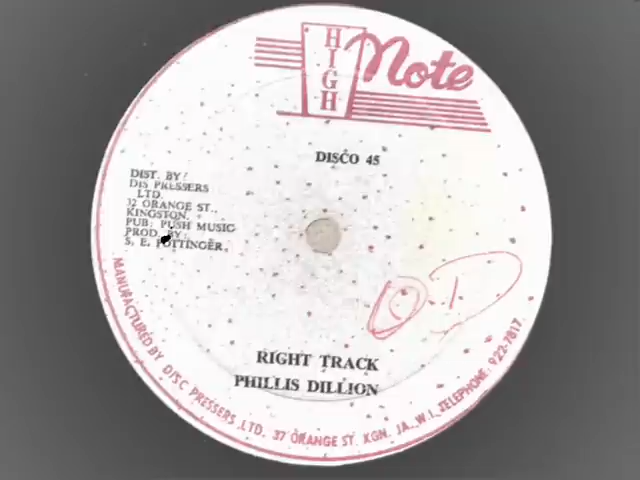 HIGH Note
DISCO 45
DIST. BY:
DIS PRESSERS
LTD.
32 ORANGE ST.,
KINGSTON.
PUB: PUSH MUSIC
PROD. BY:
S. E. POTTINGER.
RIGHT TRACK
PHILLIS DILLION
MANUFACTURED BY DISC PRESSERS LTD. 37 ORANGE ST. KGN. JA. W.I. TELEPHONE: 922-7817.